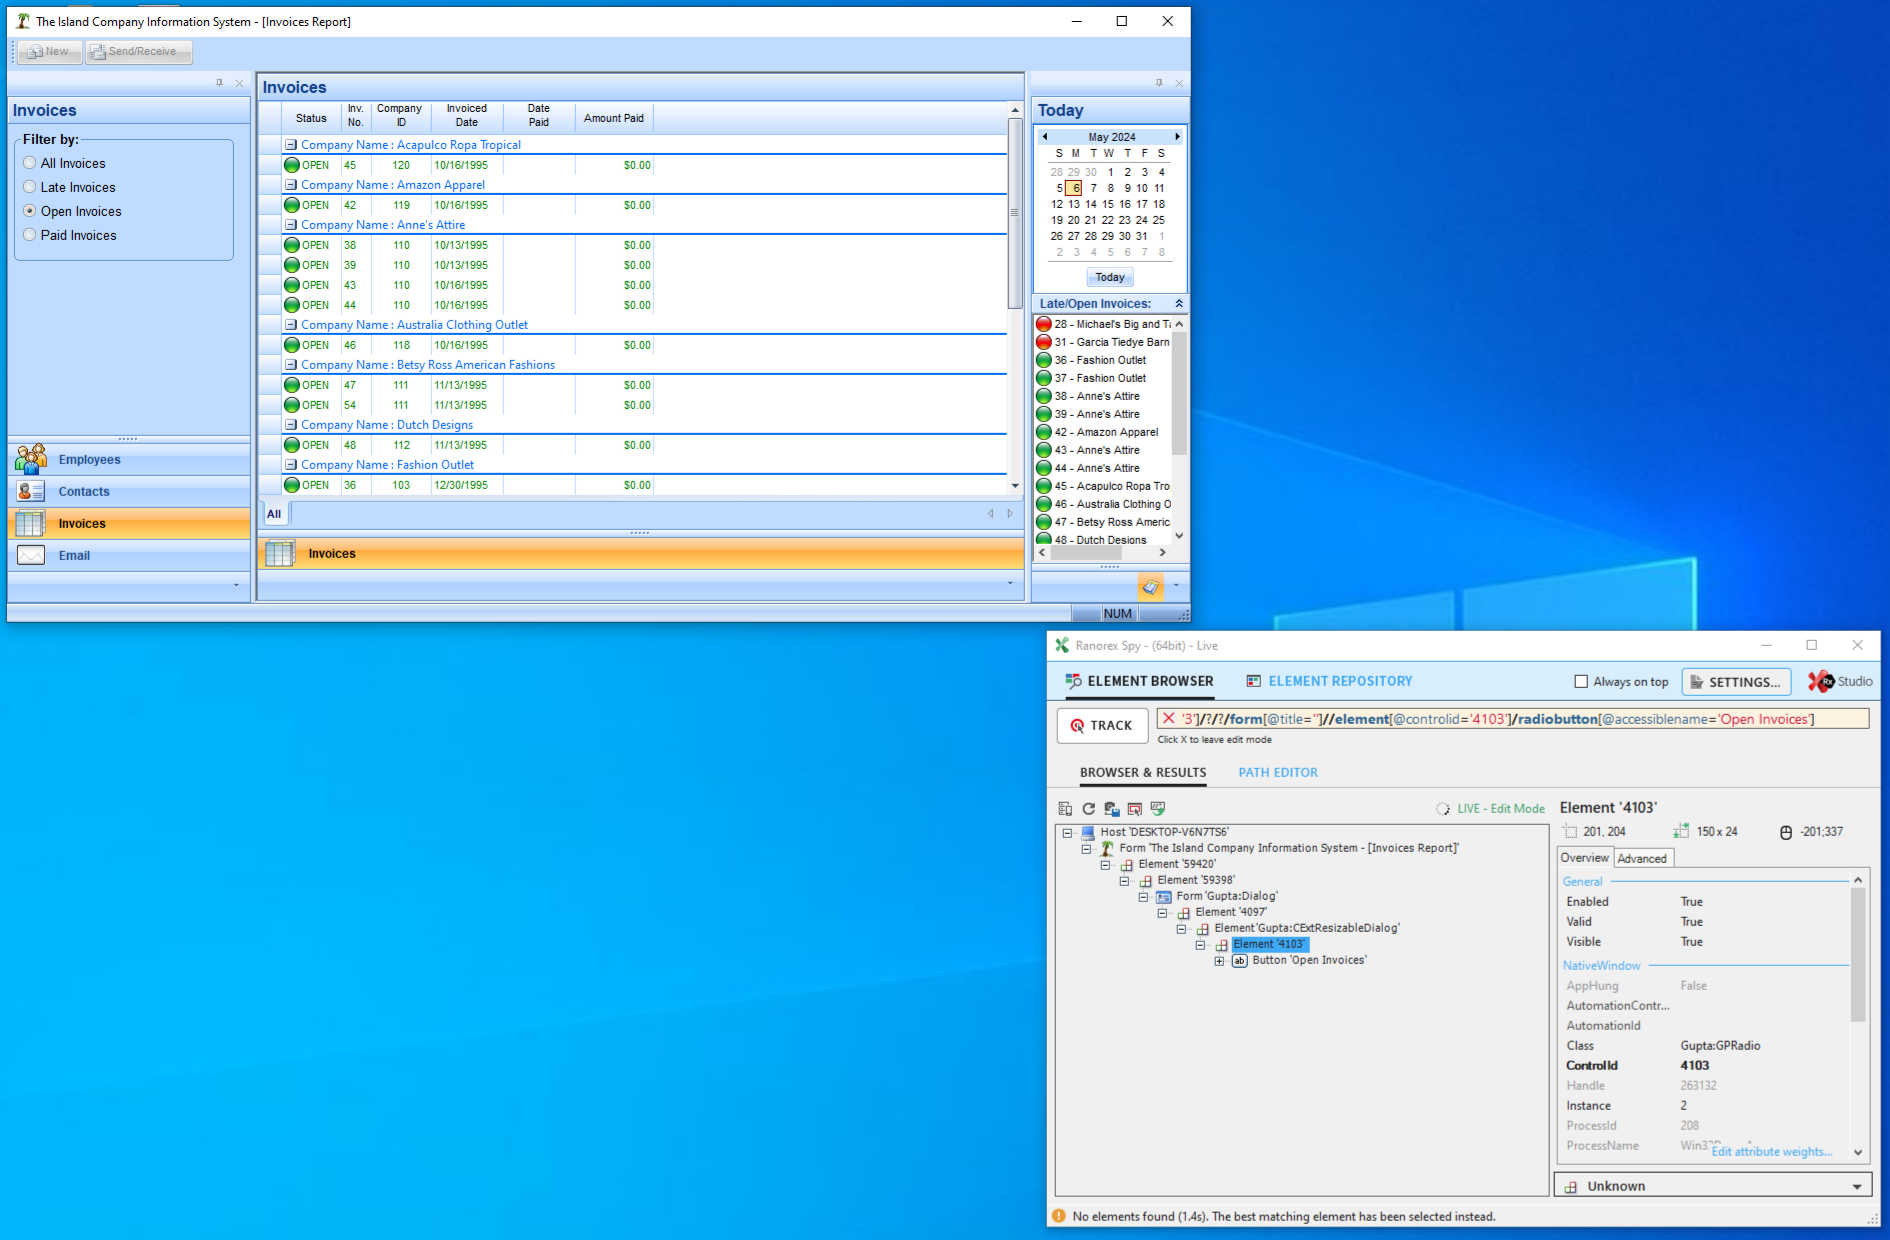 The Island Company Information System - [Invoices Report]
New
Send/Receive
Invoices
Filter by:
All Invoices
Late Invoices
Open Invoices
Paid Invoices
Employees
Contacts
Invoices
Email
Invoices
Status Inv. No. Company ID Invoiced Date Date Paid Amount Paid
Company Name : Acapulco Ropa Tropical
OPEN 45 120 10/16/1995 $0.00
Company Name : Amazon Apparel
OPEN 42 119 10/16/1995 $0.00
Company Name : Anne's Attire
OPEN 38 110 10/13/1995 $0.00
OPEN 39 110 10/13/1995 $0.00
OPEN 43 110 10/16/1995 $0.00
OPEN 44 110 10/16/1995 $0.00
Company Name : Australia Clothing Outlet
OPEN 46 118 10/16/1995 $0.00
Company Name : Betsy Ross American Fashions
OPEN 47 111 11/13/1995 $0.00
OPEN 54 111 11/13/1995 $0.00
Company Name : Dutch Designs
OPEN 48 112 11/13/1995 $0.00
Company Name : Fashion Outlet
OPEN 36 103 12/30/1995 $0.00
All
Invoices
Today
May 2024
S M T W T F S
28 29 30 1 2 3 4
5 6 7 8 9 10 11
12 13 14 15 16 17 18
19 20 21 22 23 24 25
26 27 28 29 30 31 1
2 3 4 5 6 7 8
Today
Late/Open Invoices:
28 - Michael's Big and Ta
31 - Garcia Tiedye Barn
36 - Fashion Outlet
37 - Fashion Outlet
38 - Anne's Attire
39 - Anne's Attire
42 - Amazon Apparel
43 - Anne's Attire
44 - Anne's Attire
45 - Acapulco Ropa Tro
46 - Australia Clothing O
47 - Betsy Ross Americ
48 - Dutch Designs
NUM
Ranorex Spy - (64bit) - Live
ELEMENT BROWSER
ELEMENT REPOSITORY
Always on top
SETTINGS...
Rx Studio
TRACK
'3']/?/?/form[@title='']//element[@controlid='4103']/radiobutton[@accessiblename='Open Invoices']
Click X to leave edit mode
BROWSER & RESULTS
PATH EDITOR
LIVE - Edit Mode
Host 'DESKTOP-V6N7TS6'
Form 'The Island Company Information System - [Invoices Report]'
Element '59420'
Element '59398'
Form 'Gupta:Dialog'
Element '4097'
Element'Gupta:CExtResizableDialog'
Element '4103'
ab Button 'Open Invoices'
Element '4103'
201, 204
150 x 24
-201;337
Overview
Advanced
General
Enabled True
Valid True
Visible True
NativeWindow
AppHung False
AutomationContr...
AutomationId
Class Gupta:GPRadio
ControlId 4103
Handle 263132
Instance 2
ProcessId 208
ProcessName
Edit attribute weights...
Unknown
No elements found (1.4s). The best matching element has been selected instead.